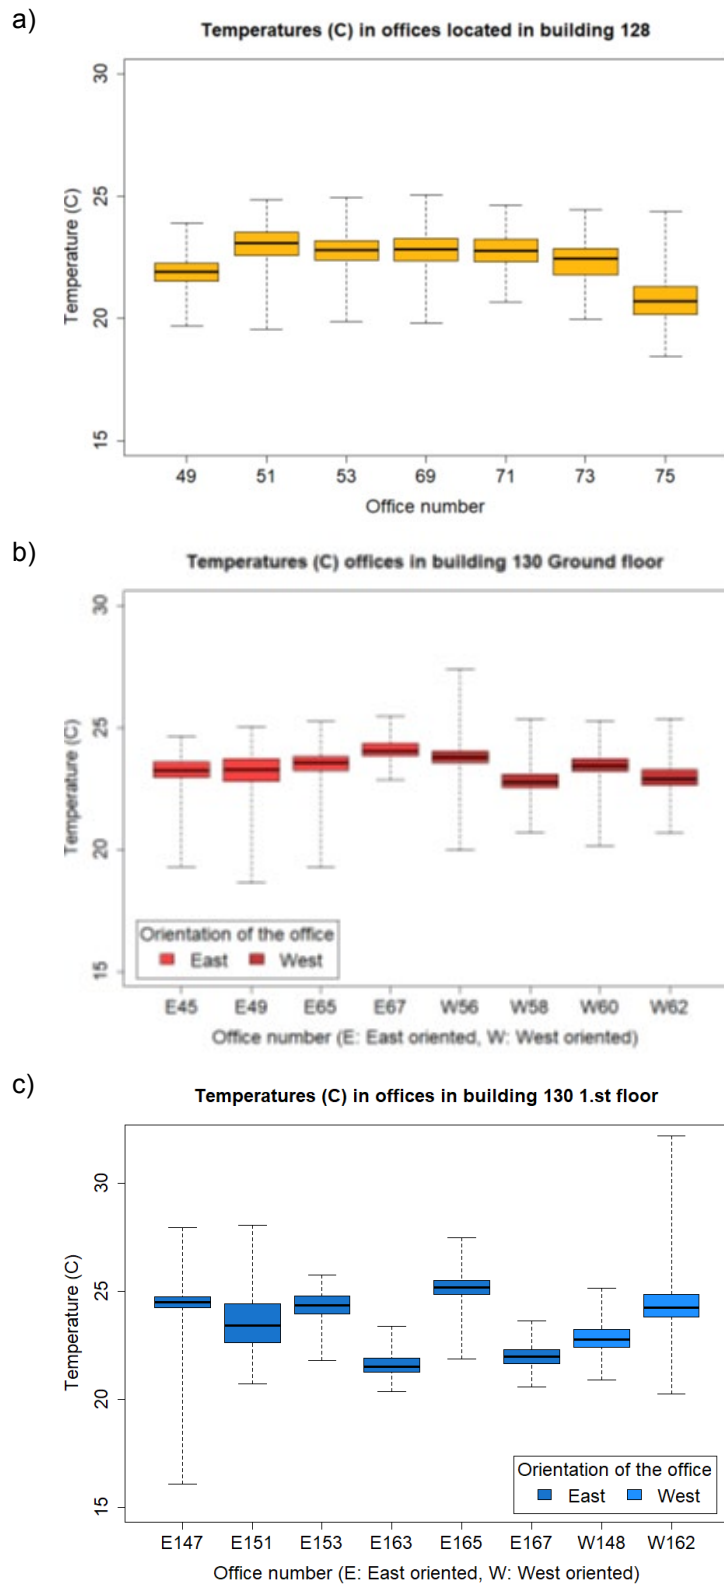 a)
Temperatures (C) in offices located in building 128
30
25
20
15
Temperature (C)
49 51 53 69 71 73 75
Office number
b)
Temperatures (C) offices in building 130 Ground floor
30
25
20
15
Temperature (C)
Orientation of the office
East West
E45 E49 E65 E67 W56 W58 W60 W62
Office number (E: East oriented, W: West oriented)
c)
Temperatures (C) in offices in building 130 1.st floor
30
25
20
15
Temperature (C)
Orientation of the office
East West
E147 E151 E153 E163 E165 E167 W148 W162
Office number (E: East oriented, W: West oriented)